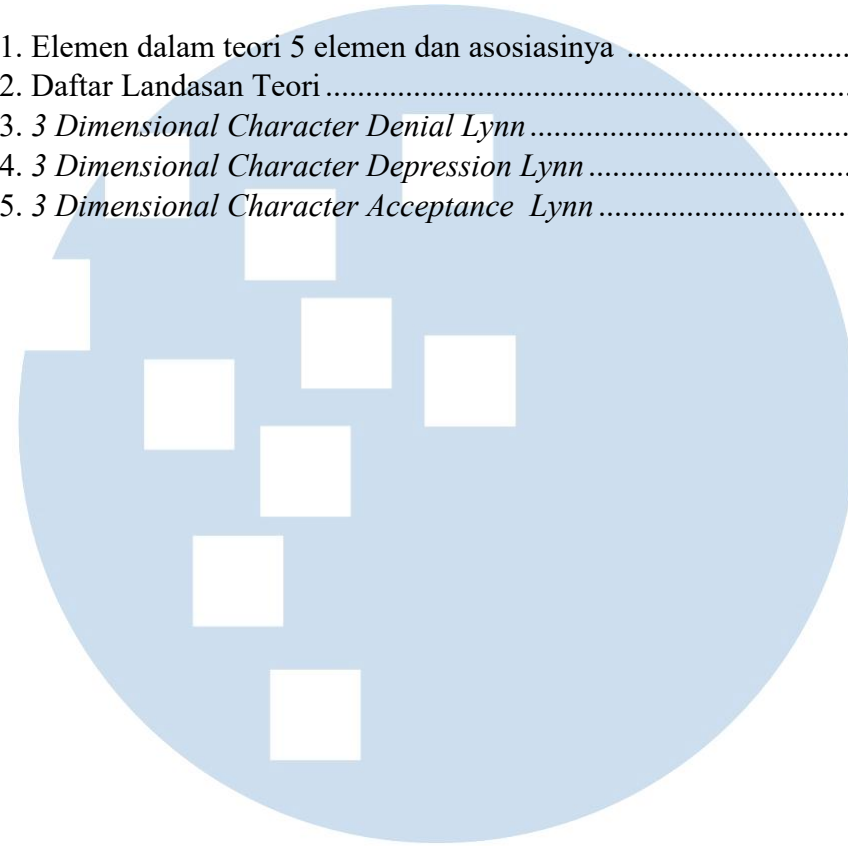 1. Elemen dalam teori 5 elemen dan asosiasinya ............................
2. Daftar Landasan Teori...................................................................
3. 3 Dimensional Character Denial Lynn.........................................
4. 3 Dimensional Character Depression Lynn.................................
5. 3 Dimensional Character Acceptance  Lynn...............................